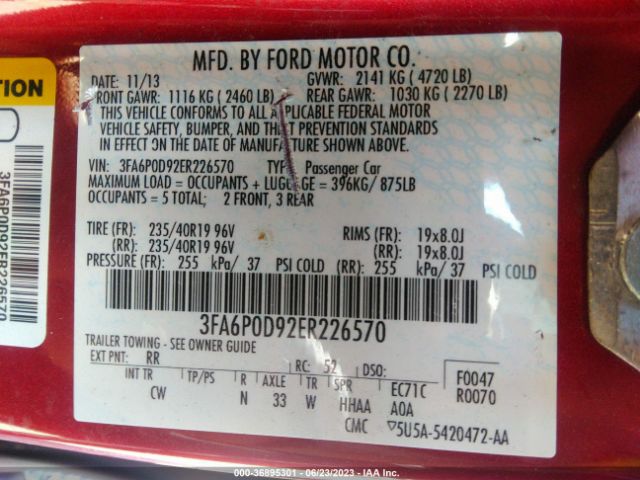 MFD. BY FORD MOTOR CO.
DATE: 11/13 GVWR: 2141 KG ( 4720 LB)
FRONT GAWR: 1116 KG ( 2460 LB) REAR GAWR: 1030 KG ( 2270 LB)
THIS VEHICLE CONFORMS TO ALL APPLICABLE FEDERAL MOTOR
VEHICLE SAFETY, BUMPER, AND THEFT PREVENTION STANDARDS
IN EFFECT ON THE DATE OF MANUFACTURE SHOWN ABOVE.
VIN: 3FA6P0D92ER226570 TYPE: Passenger Car
MAXIMUM LOAD = OCCUPANTS + LUGGAGE = 396KG/ 875LB
OCCUPANTS = 5 TOTAL; 2 FRONT, 3 REAR
TIRE (FR): 235/40R19 96V RIMS (FR): 19x8.0J
(RR): 235/40R19 96V (RR): 19x8.0J
PRESSURE (FR): 255 kPa/ 37 PSI COLD (RR): 255 kPa/ 37 PSI COLD
3FA6P0D92ER226570
TRAILER TOWING - SEE OWNER GUIDE
EXT PNT: RR RC: 52 DSO: F0047
INT TR TP/PS R AXLE TR SPR EC71C R0070
CW N 33 W HHAA A0A
CMC ▽5U5A-5420472-AA
TION
3FA6P0D92ER226570
000-36895301 - 06/23/2023 - IAA Inc.